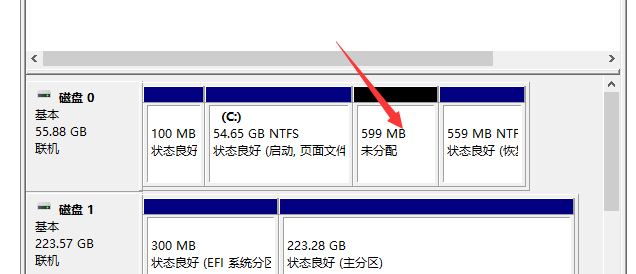 磁盘 0
基本
55.88 GB
联机
100 MB
状态良好
(C:)
54.65 GB NTFS
状态良好 (启动, 页面文件
599 MB
未分配
559 MB NTF
状态良好 (恢
磁盘 1
基本
223.57 GB
联机
300 MB
状态良好 (EFI 系统分区
223.28 GB
状态良好 (主分区)